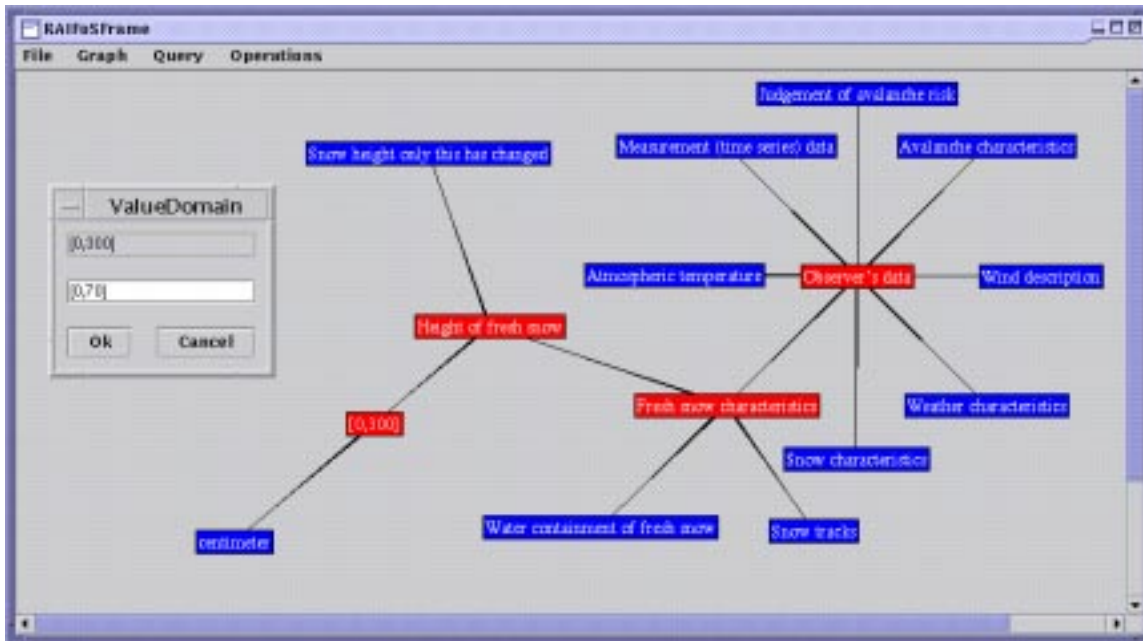 RAIfoSFrame
File Graph Query Operations
Judgement of avalanche risk
Snow height only this has changed
Measurement (time series) data
Avalanche characteristics
ValueDomain
[0,300[
[0,70[
Ok Cancel
Atmospheric temperature
Observer's data
Wind description
Height of fresh snow
Fresh snow characteristics
Weather characteristics
[0,300]
Snow characteristics
Water containment of fresh snow
Snow tracks
centimeter